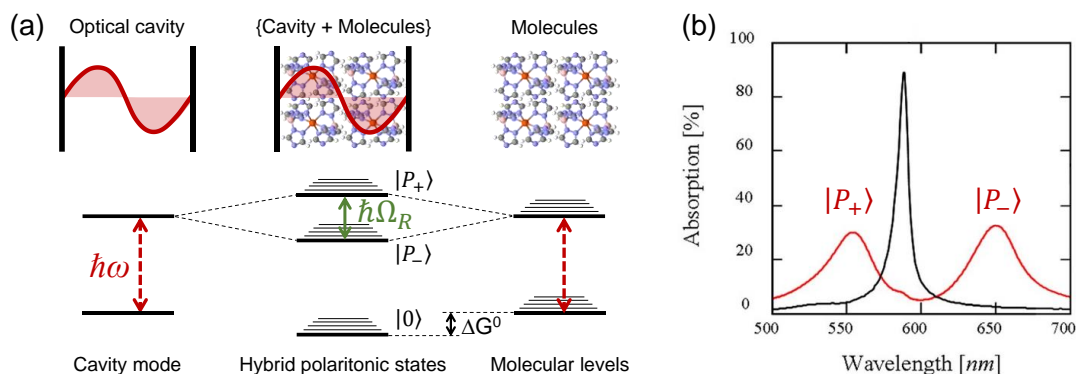 (a)
Optical cavity
{Cavity + Molecules}
Molecules
|P₊⟩
ħΩ_R
|P₋⟩
ħω
|0⟩
ΔG⁰
Cavity mode
Hybrid polaritonic states
Molecular levels
(b)
100
80
60
40
20
0
Absorption [%]
|P₊⟩
|P₋⟩
500
550
600
650
700
Wavelength [nm]